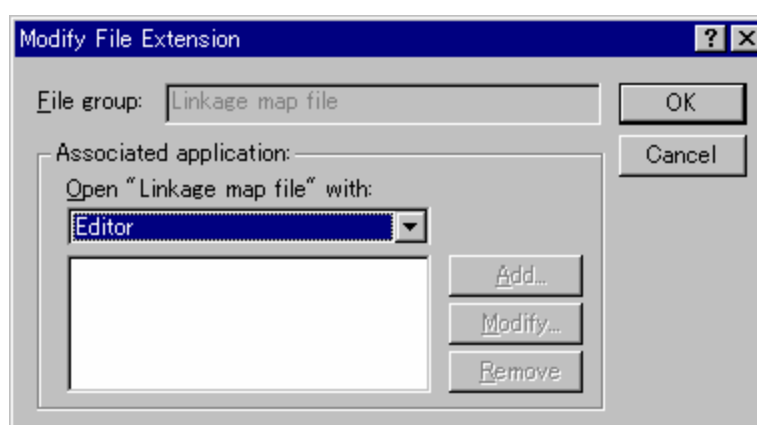 Modify File Extension
File group: Linkage map file
OK
Associated application:
Cancel
Open "Linkage map file" with:
Editor
Add...
Modify...
Remove